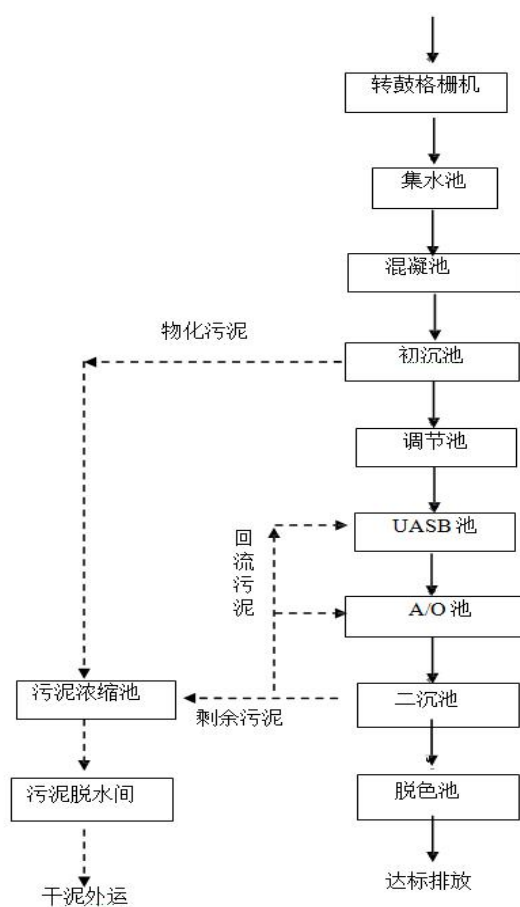 转鼓格栅机
集水池
混凝池
物化污泥
初沉池
调节池
UASB 池
回
流
污
泥
A/O 池
污泥浓缩池
剩余污泥
二沉池
污泥脱水间
脱色池
干泥外运
达标排放